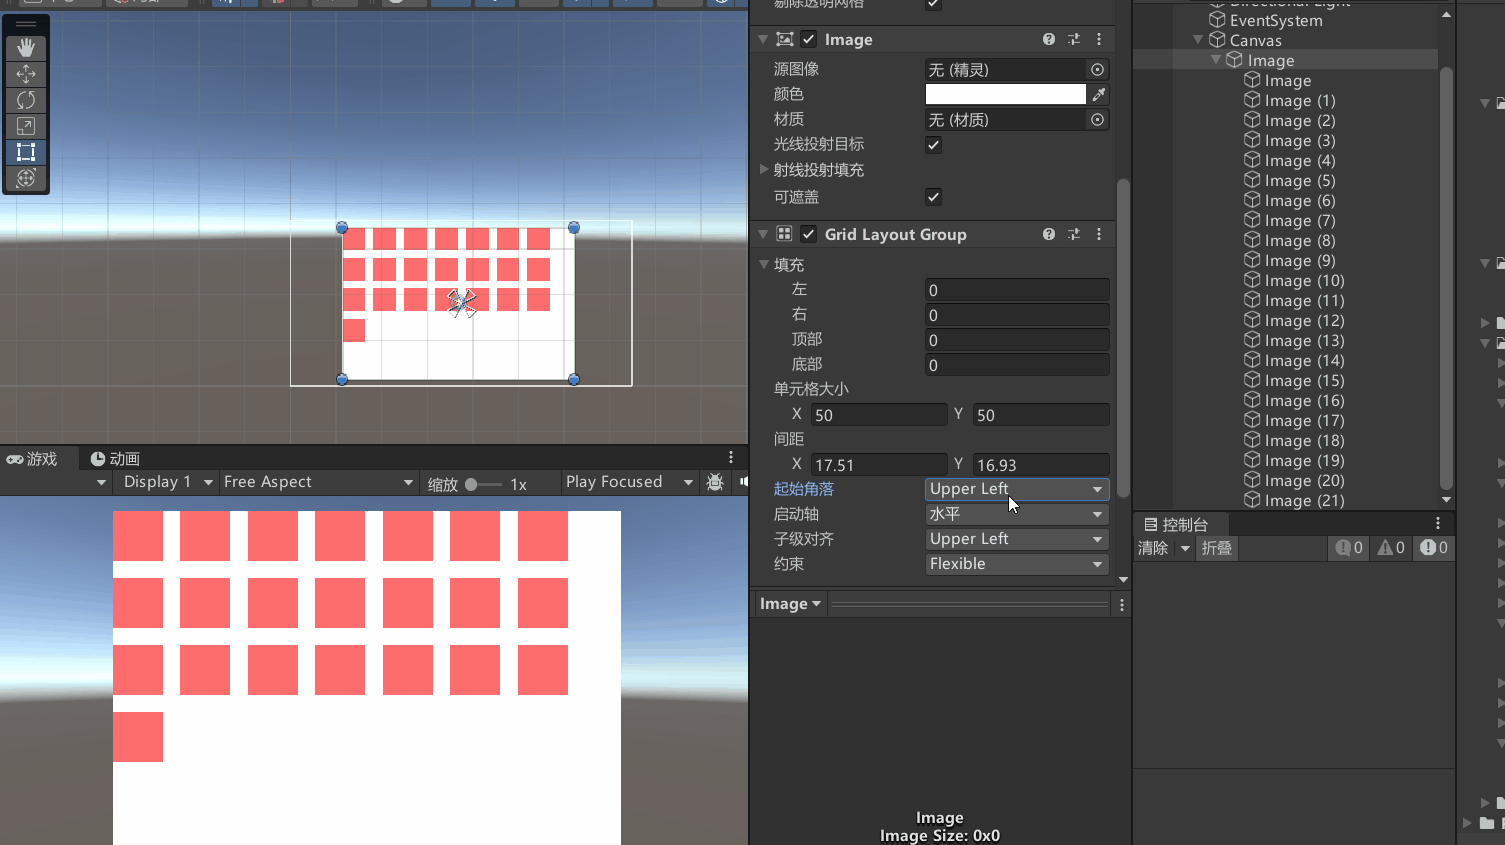 剔除透明网格
Image
源图像
无 (精灵)
颜色
材质
无 (材质)
光线投射目标
射线投射填充
可遮盖
Grid Layout Group
填充
左
0
右
0
顶部
0
底部
0
单元格大小
X 50 Y 50
间距
X 17.51 Y 16.93
起始角落
Upper Left
启动轴
水平
子级对齐
Upper Left
约束
Flexible
Image
Image
Image Size: 0x0
Directional Light
EventSystem
Canvas
Image
Image
Image (1)
Image (2)
Image (3)
Image (4)
Image (5)
Image (6)
Image (7)
Image (8)
Image (9)
Image (10)
Image (11)
Image (12)
Image (13)
Image (14)
Image (15)
Image (16)
Image (17)
Image (18)
Image (19)
Image (20)
Image (21)
控制台
清除 折叠 0 0 0
游戏 动画
Display 1 Free Aspect 缩放 1x Play Focused